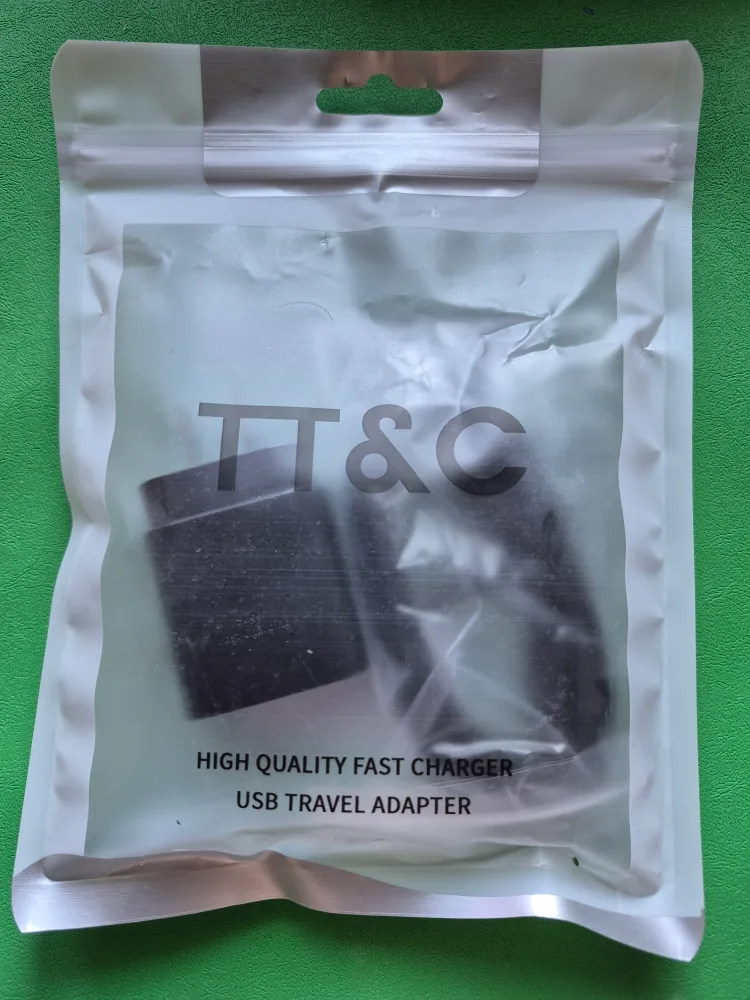 TT&C
HIGH QUALITY FAST CHARGER
USB TRAVEL ADAPTER